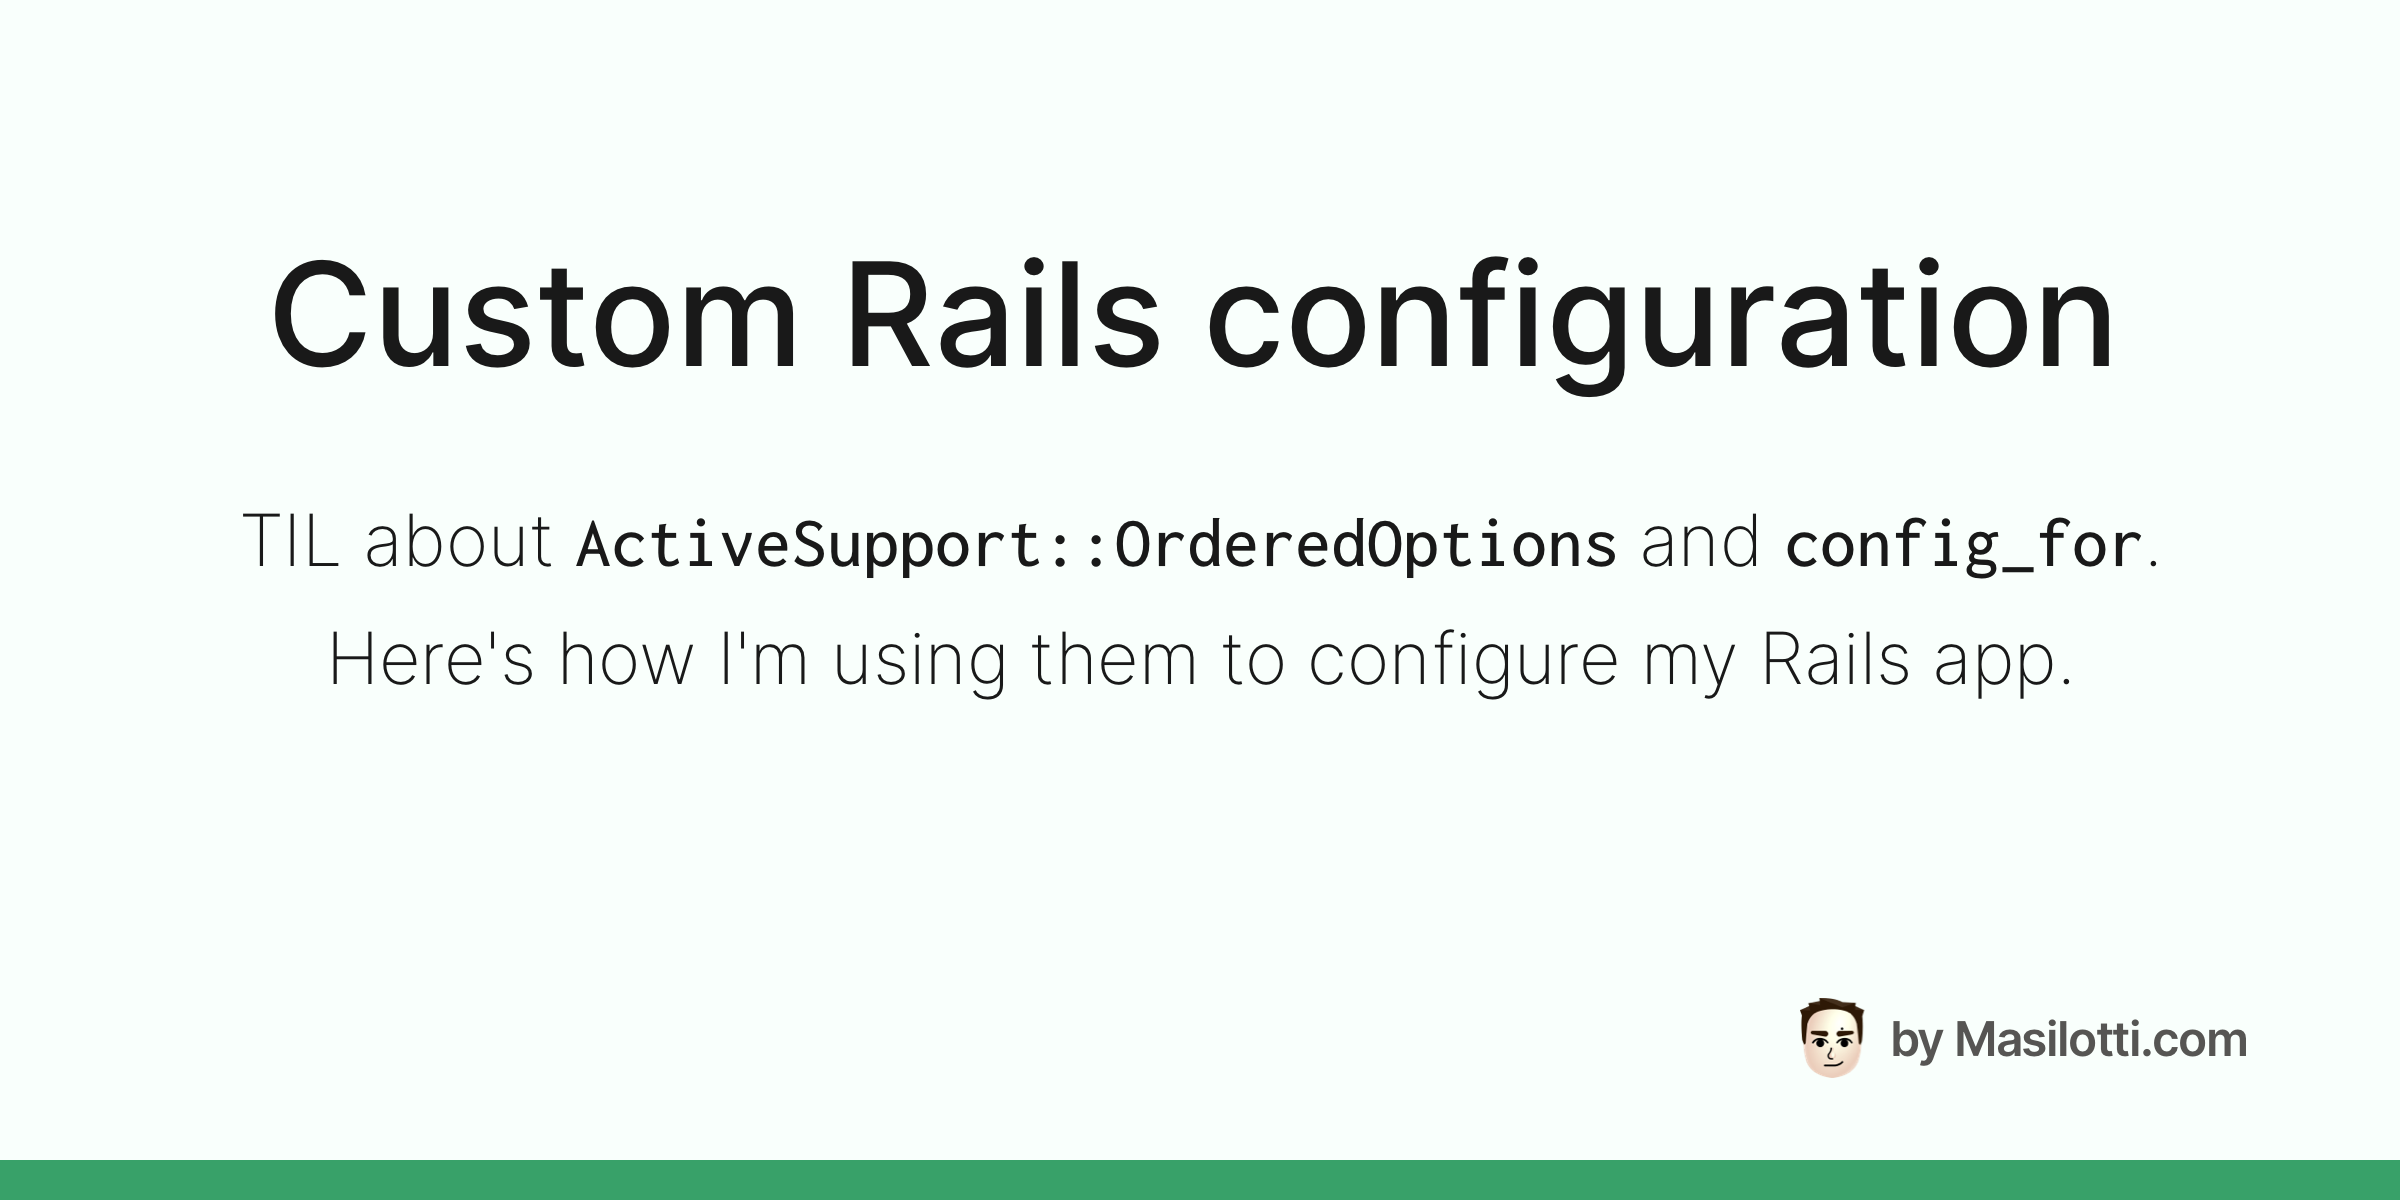 Custom Rails configuration
TIL about ActiveSupport::OrderedOptions and config_for.
Here's how I'm using them to configure my Rails app.
by Masilotti.com